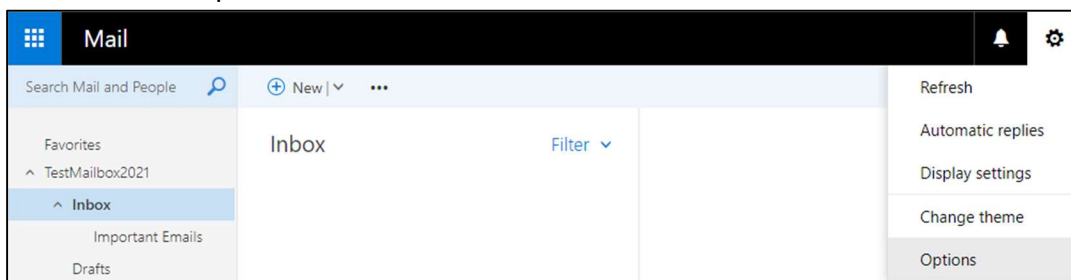 Mail
Search Mail and People
New
Refresh
Automatic replies
Display settings
Change theme
Options
Favorites
TestMailbox2021
Inbox
Important Emails
Drafts
Inbox
Filter